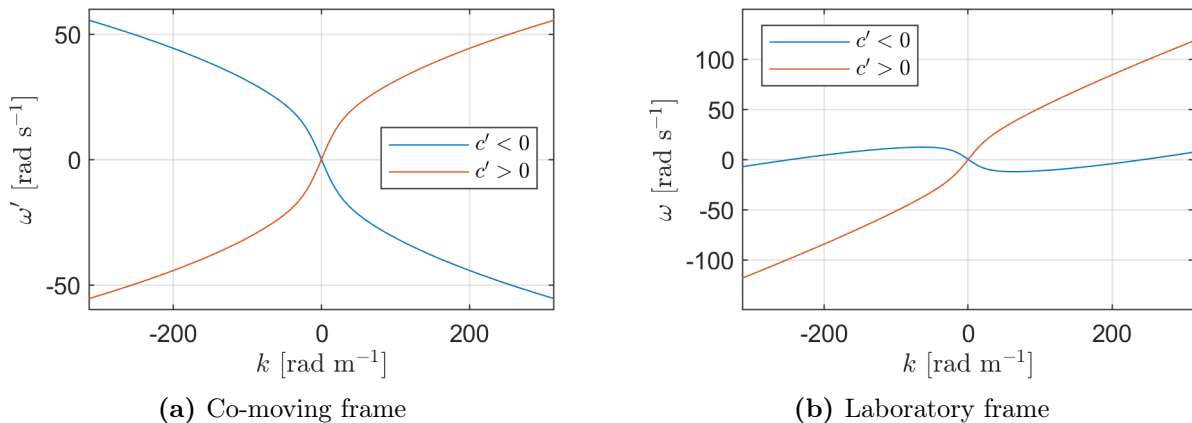 50
0
-50
-200
0
200
ω′ [rad s⁻¹]
k [rad m⁻¹]
c′ < 0
c′ > 0
(a) Co-moving frame
100
50
0
-50
-100
-200
0
200
ω [rad s⁻¹]
k [rad m⁻¹]
c′ < 0
c′ > 0
(b) Laboratory frame